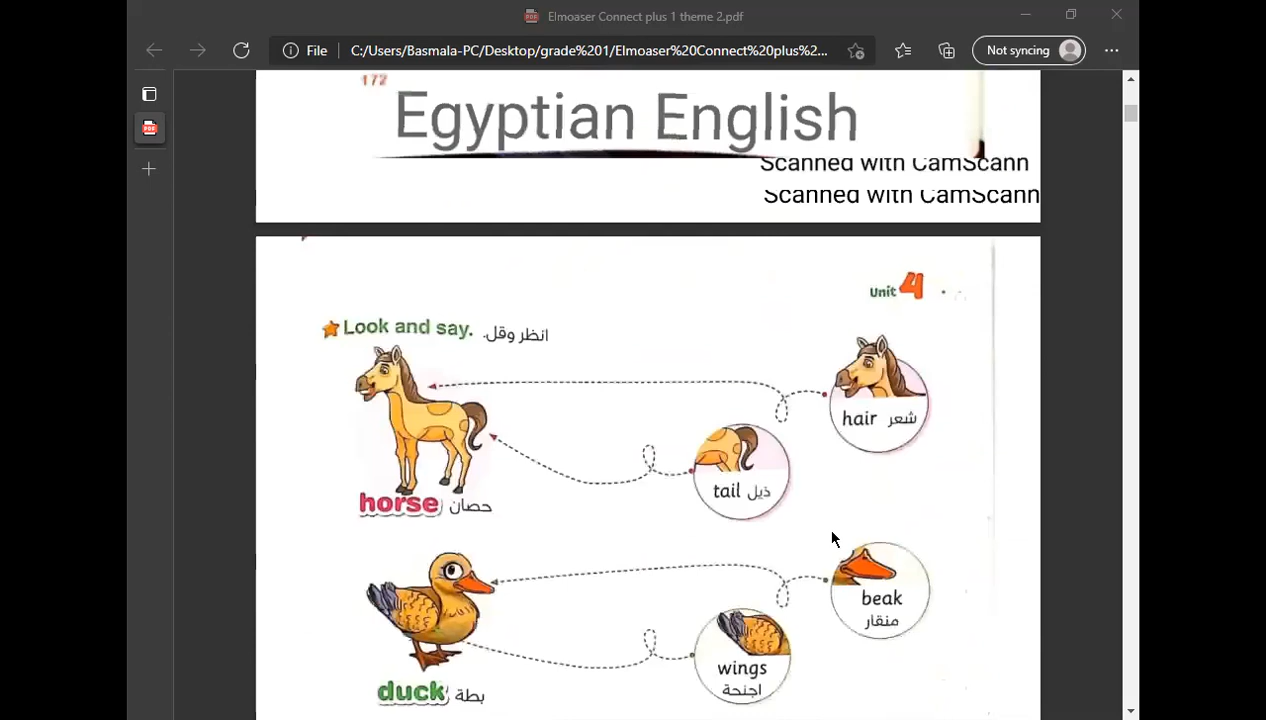 Elmoaser Connect plus 1 theme 2.pdf
File C:/Users/Basmala-PC/Desktop/grade%201/Elmoaser%20Connect%20plus%... Not syncing
172
Egyptian English
Scanned with CamScann
Scanned with CamScann
Unit 4
Look and say. انظر وقل.
hair شعر
tail ذيل
horse حصان
beak
منقار
wings
اجنحة
duck بطة